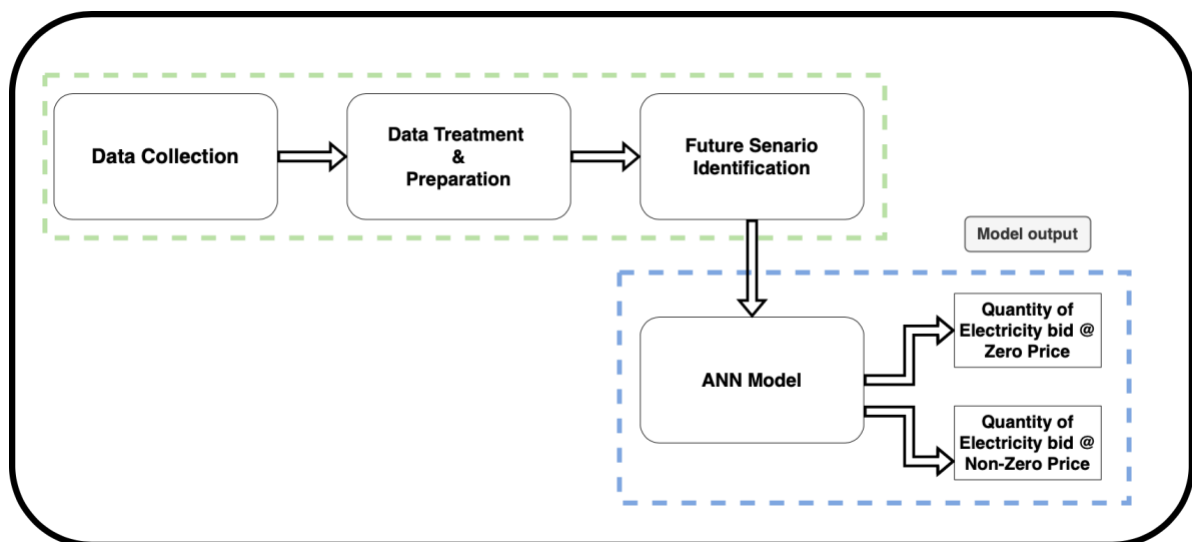 Data Collection
Data Treatment
&
Preparation
Future Senario
Identification
Model output
ANN Model
Quantity of
Electricity bid @
Zero Price
Quantity of
Electricity bid @
Non-Zero Price